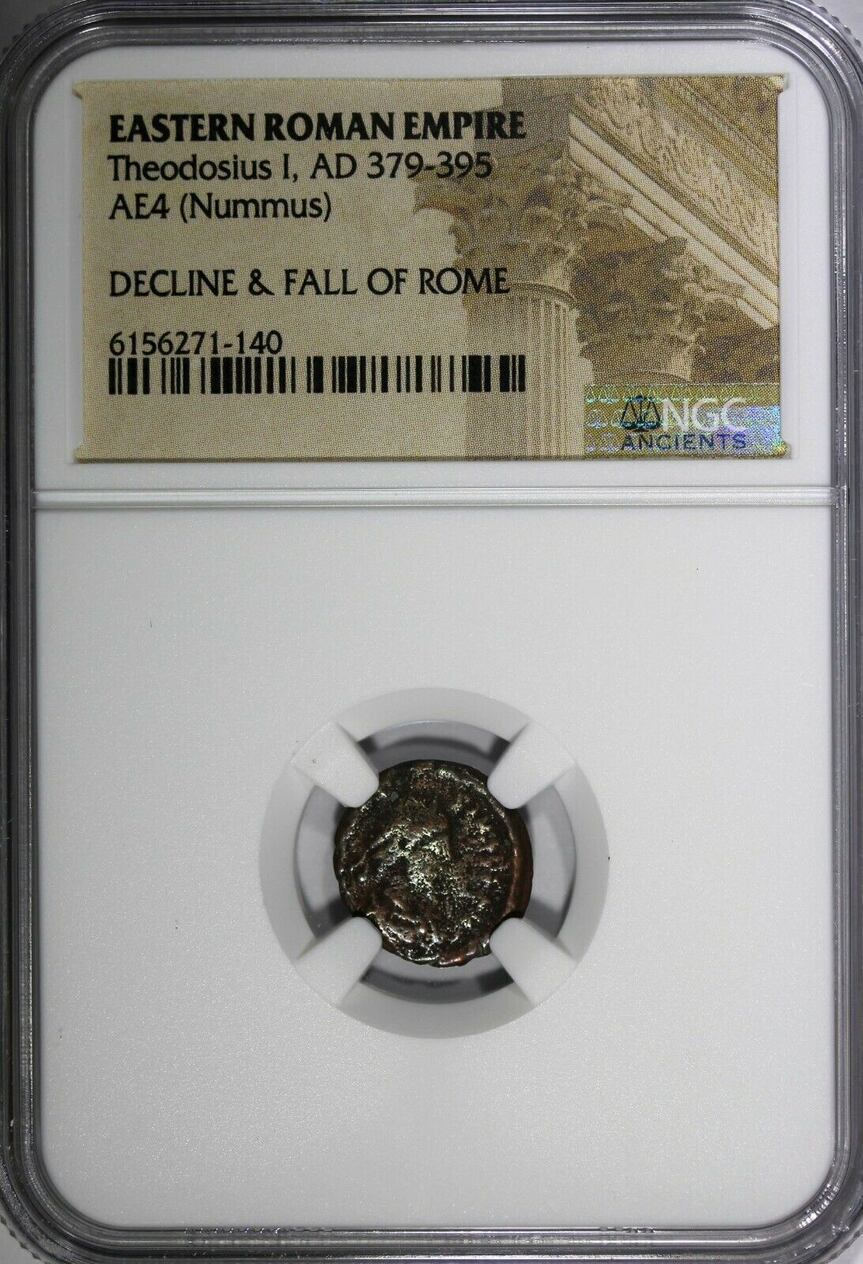 EASTERN ROMAN EMPIRE
Theodosius I, AD 379-395
AE4 (Nummus)
DECLINE & FALL OF ROME
6156271-140
NGC
ANCIENTS